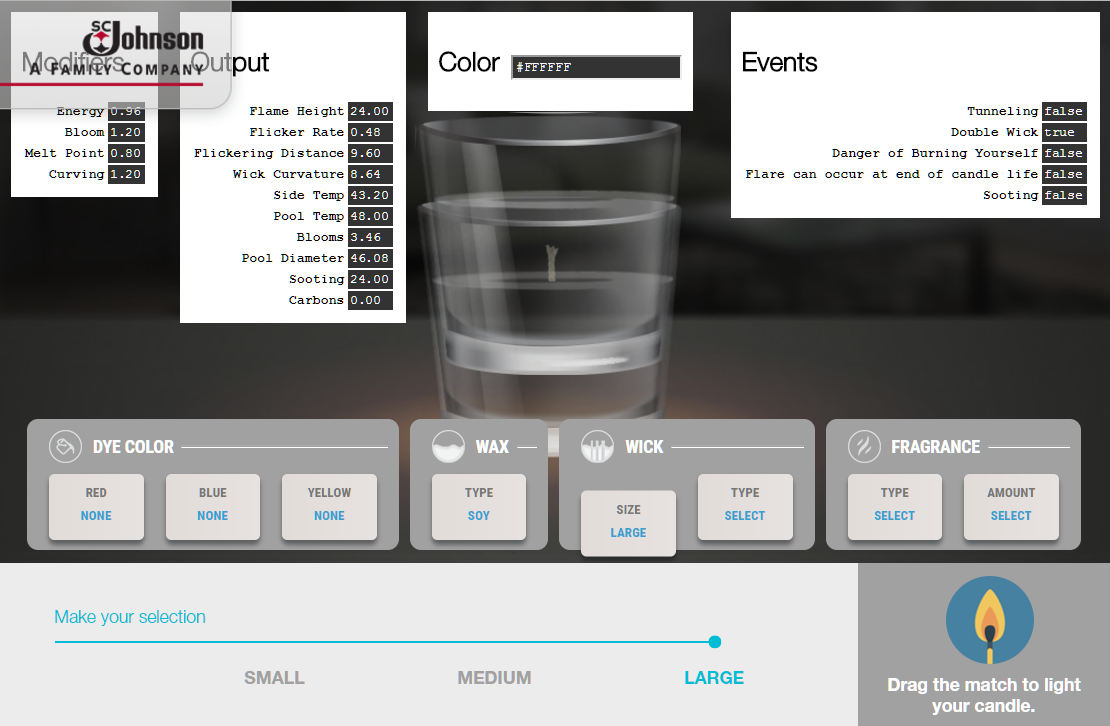 SC Johnson
A FAMILY COMPANY
Modifiers
Energy 0.96
Bloom 1.20
Melt Point 0.80
Curving 1.20
Output
Flame Height 24.00
Flicker Rate 0.48
Flickering Distance 9.60
Wick Curvature 8.64
Side Temp 43.20
Pool Temp 48.00
Blooms 3.46
Pool Diameter 46.08
Sooting 24.00
Carbons 0.00
Color #FFFFFF
Events
Tunneling false
Double Wick true
Danger of Burning Yourself false
Flare can occur at end of candle life false
Sooting false
DYE COLOR
RED
NONE
BLUE
NONE
YELLOW
NONE
WAX
TYPE
SOY
WICK
SIZE
LARGE
TYPE
SELECT
FRAGRANCE
TYPE
SELECT
AMOUNT
SELECT
Make your selection
SMALL
MEDIUM
LARGE
Drag the match to light
your candle.